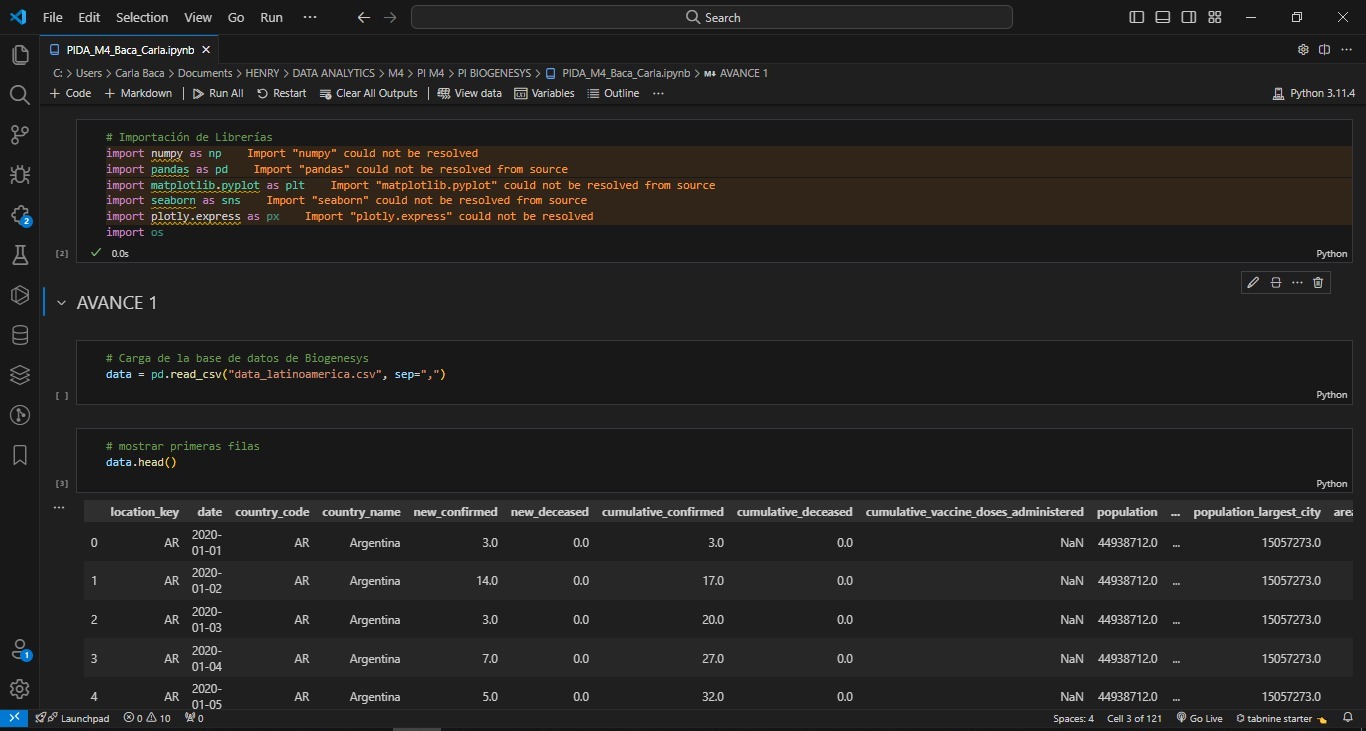 File Edit Selection View Go Run ··· Search
PIDA_M4_Baca_Carla.ipynb
C: > Users > Carla Baca > Documents > HENRY > DATA ANALYTICS > M4 > PI M4 > PI BIOGENESYS > PIDA_M4_Baca_Carla.ipynb > M↓ AVANCE 1
+ Code + Markdown Run All Restart Clear All Outputs View data Variables Outline ··· Python 3.11.4
# Importación de Librerías
import numpy as np Import "numpy" could not be resolved
import pandas as pd Import "pandas" could not be resolved from source
import matplotlib.pyplot as plt Import "matplotlib.pyplot" could not be resolved from source
import seaborn as sns Import "seaborn" could not be resolved from source
import plotly.express as px Import "plotly.express" could not be resolved
import os
[2] 0.0s Python
AVANCE 1
# Carga de la base de datos de Biogenesys
data = pd.read_csv("data_latinoamerica.csv", sep=",")
[ ] Python
# mostrar primeras filas
data.head()
[3] Python
...
location_key date country_code country_name new_confirmed new_deceased cumulative_confirmed cumulative_deceased cumulative_vaccine_doses_administered population ... population_largest_city area
0 AR 2020-01-01 AR Argentina 3.0 0.0 3.0 0.0 NaN 44938712.0 ... 15057273.0
1 AR 2020-01-02 AR Argentina 14.0 0.0 17.0 0.0 NaN 44938712.0 ... 15057273.0
2 AR 2020-01-03 AR Argentina 3.0 0.0 20.0 0.0 NaN 44938712.0 ... 15057273.0
3 AR 2020-01-04 AR Argentina 7.0 0.0 27.0 0.0 NaN 44938712.0 ... 15057273.0
4 AR 2020-01-05 AR Argentina 5.0 0.0 32.0 0.0 NaN 44938712.0 ... 15057273.0
2
1
Launchpad 0 10 0 Spaces: 4 Cell 3 of 121 Go Live tabnine starter